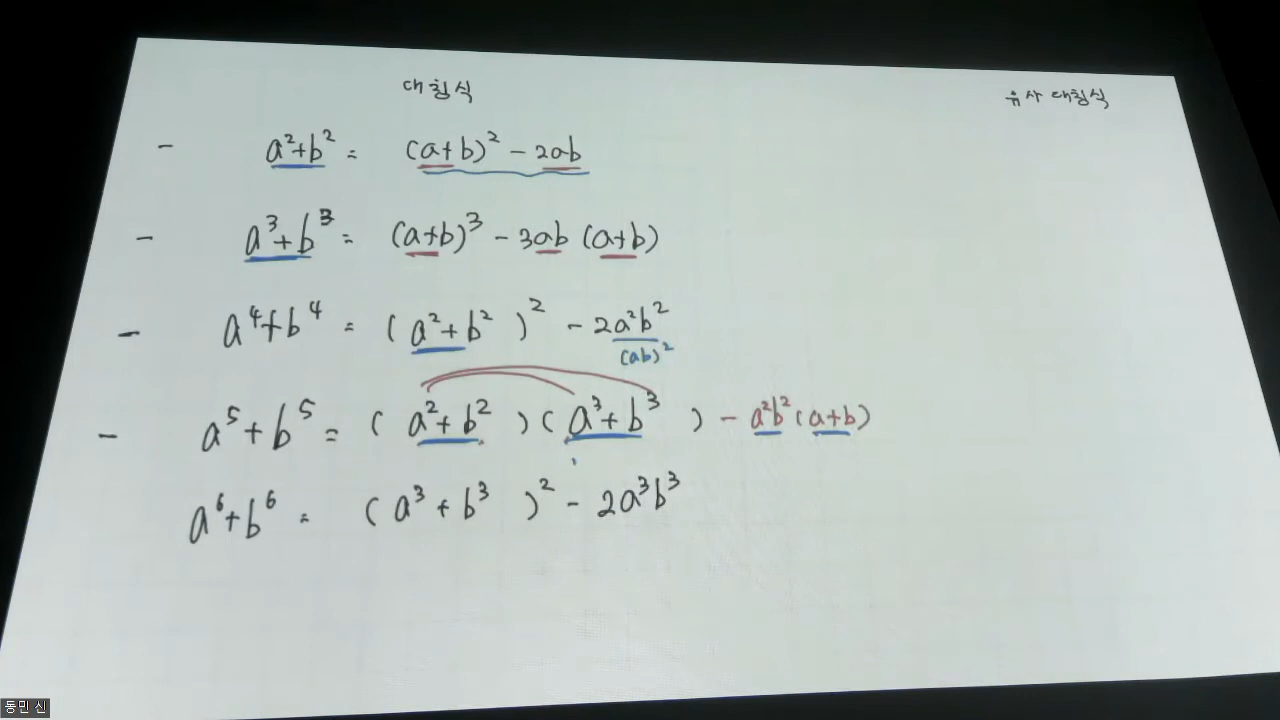 대칭식
유사 대칭식
- a²+b² = (a+b)² - 2ab
- a³+b³ = (a+b)³ - 3ab (a+b)
- a⁴+b⁴ = (a²+b²)² - 2a²b²
(ab)²
- a⁵+b⁵ = (a²+b²)(a³+b³) - a²b²(a+b)
a⁶+b⁶ = (a³+b³)² - 2a³b³
동민 신